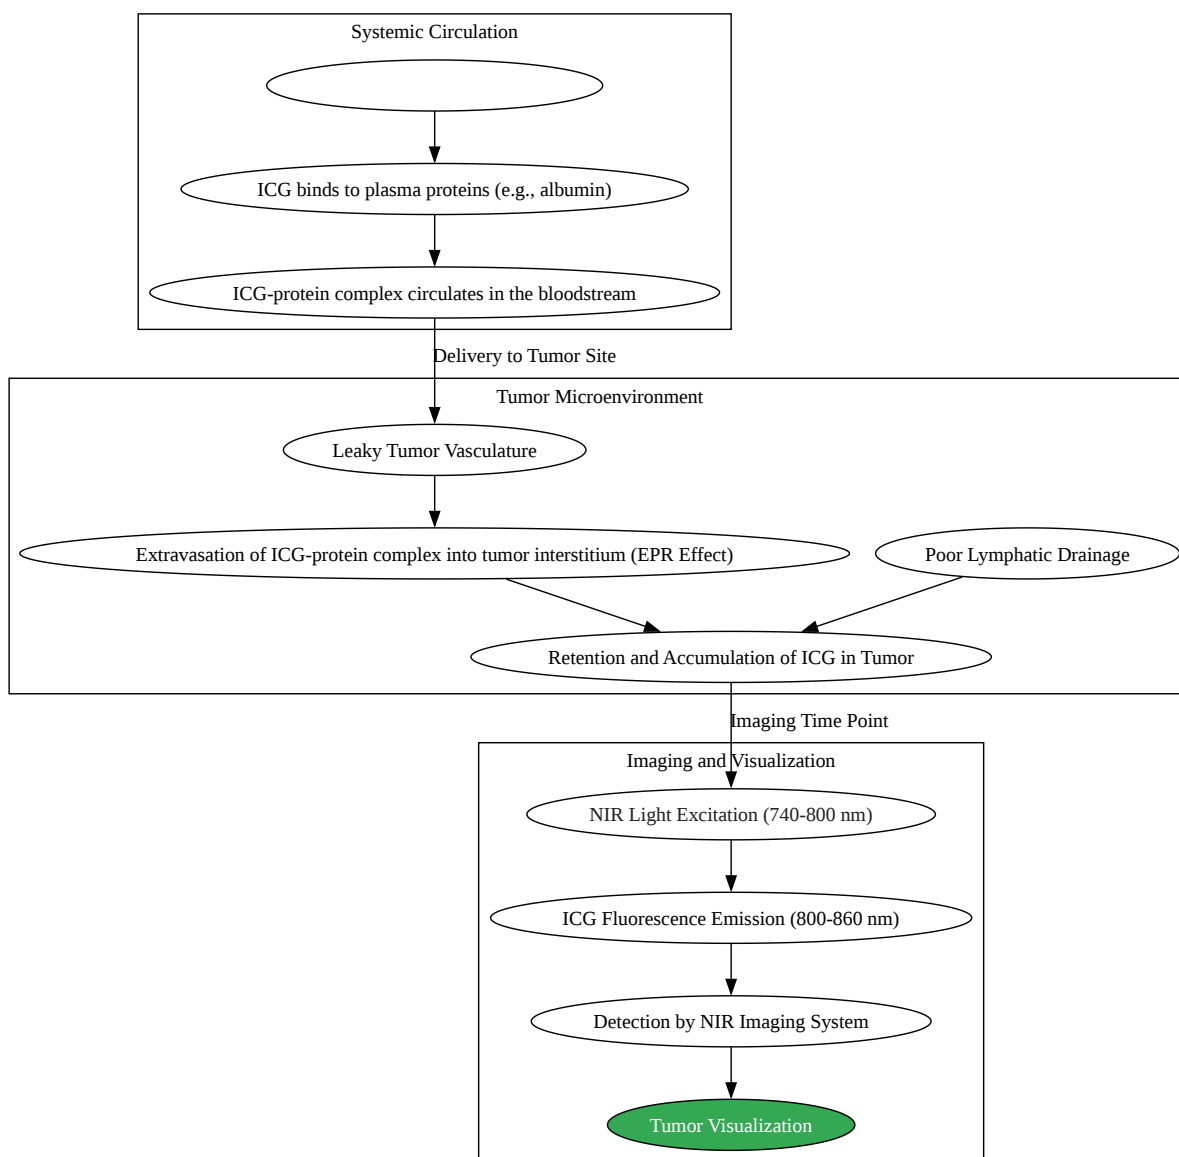 Systemic Circulation
ICG binds to plasma proteins (e.g., albumin)
ICG-protein complex circulates in the bloodstream
Delivery to Tumor Site
Tumor Microenvironment
Leaky Tumor Vasculature
Extravasation of ICG-protein complex into tumor interstitium (EPR Effect)
Poor Lymphatic Drainage
Retention and Accumulation of ICG in Tumor
Imaging Time Point
Imaging and Visualization
NIR Light Excitation (740-800 nm)
ICG Fluorescence Emission (800-860 nm)
Detection by NIR Imaging System
Tumor Visualization